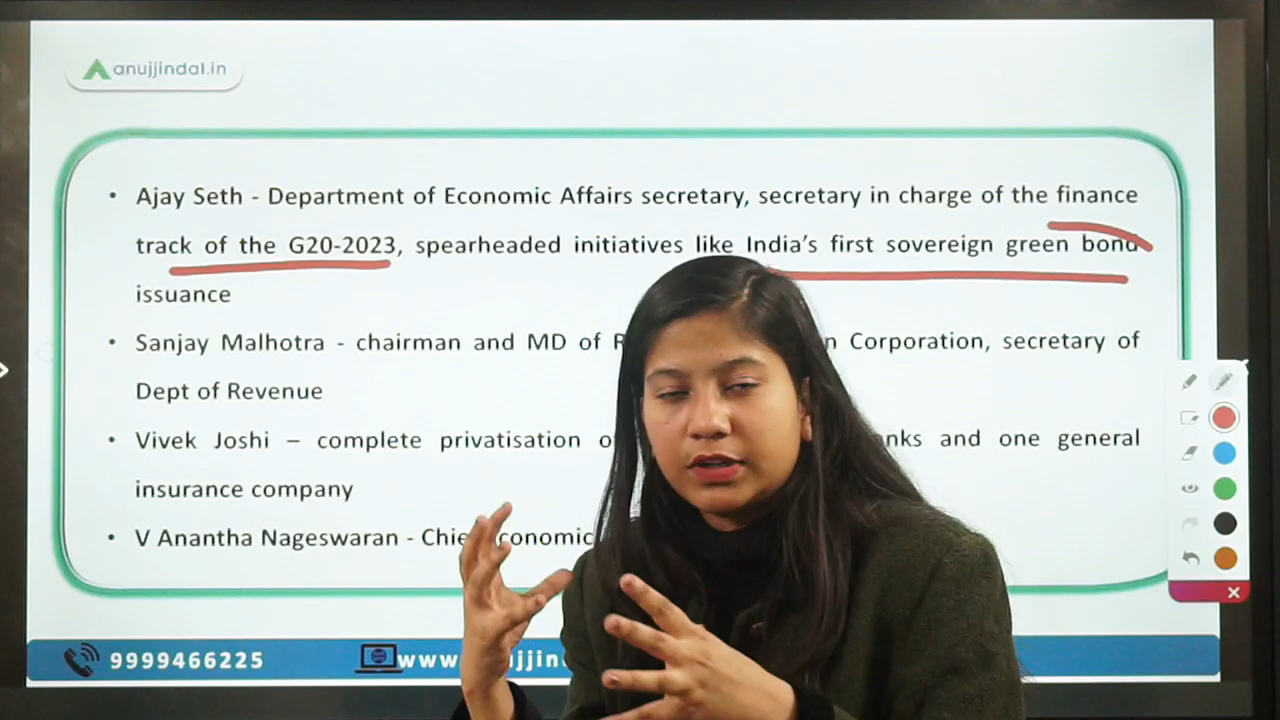 anujjindal.in
• Ajay Seth - Department of Economic Affairs secretary, secretary in charge of the finance
track of the G20-2023, spearheaded initiatives like India's first sovereign green bond
issuance
• Sanjay Malhotra - chairman and MD of Corporation, secretary of
Dept of Revenue
• Vivek Joshi – complete privatisation and one general
insurance company
• V Anantha Nageswaran -
9999466225